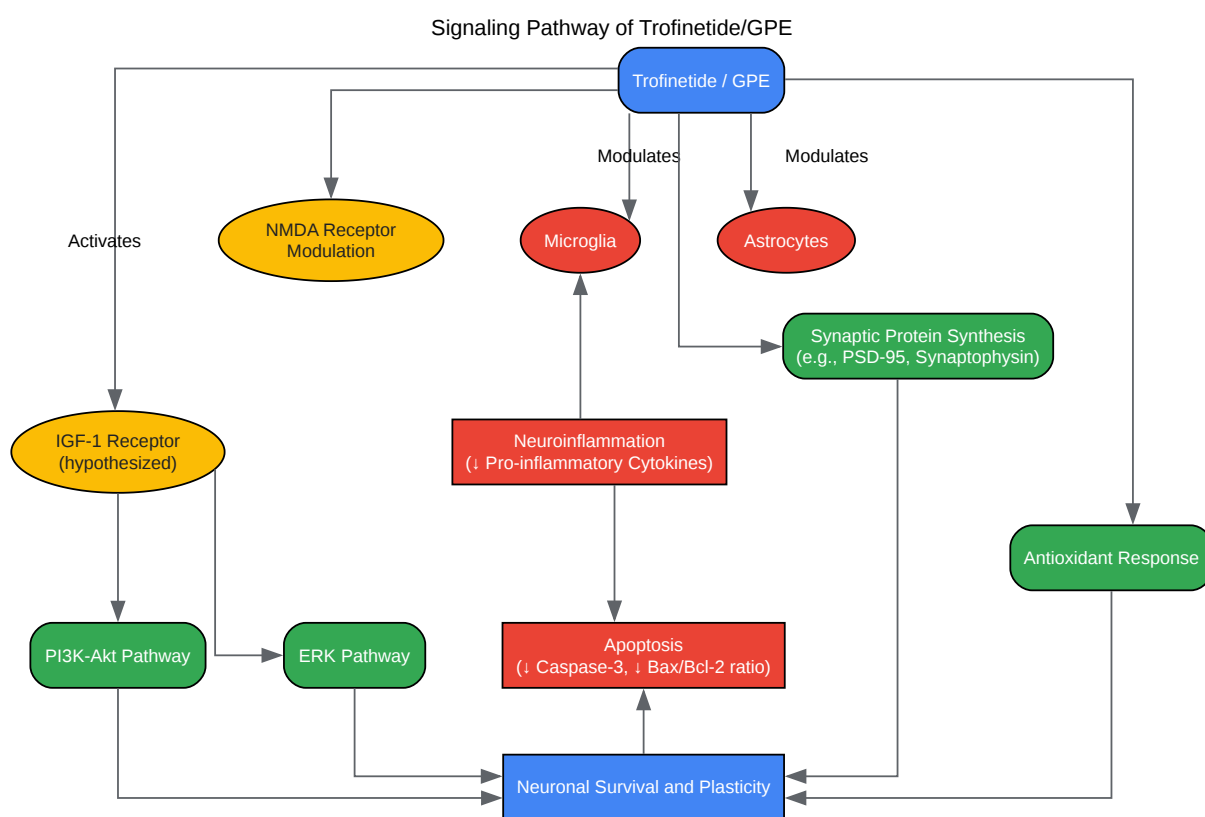 Signaling Pathway of Trofinetide/GPE
Trofinetide / GPE
Modulates
Modulates
Activates
NMDA Receptor
Modulation
Microglia
Astrocytes
Synaptic Protein Synthesis
(e.g., PSD-95, Synaptophysin)
IGF-1 Receptor
(hypothesized)
Neuroinflammation
(↓ Pro-inflammatory Cytokines)
Antioxidant Response
PI3K-Akt Pathway
ERK Pathway
Apoptosis
(↓ Caspase-3, ↓ Bax/Bcl-2 ratio)
Neuronal Survival and Plasticity